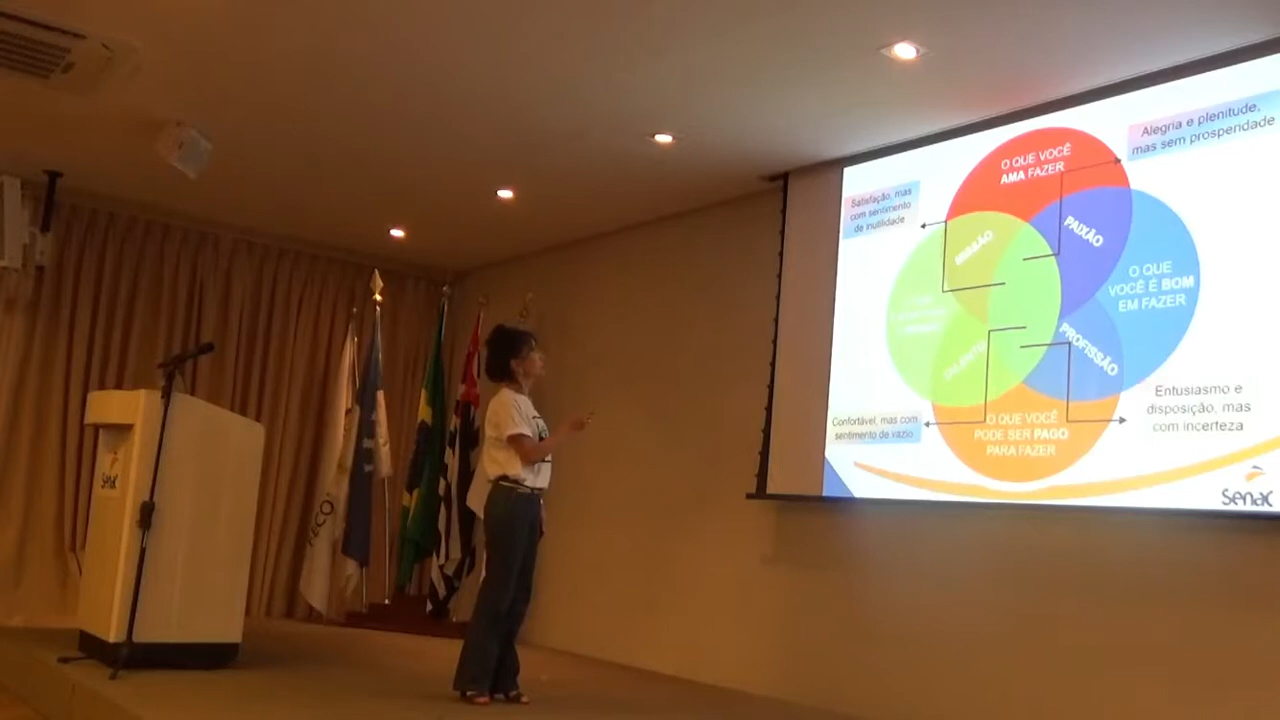 Alegria e plenitude,
mas sem prosperidade
O QUE VOCÊ
AMA FAZER
Satisfação, mas
com sentimento
de inutilidade
MISSÃO
PAIXÃO
O QUE
VOCÊ É BOM
EM FAZER
TALENTO
PROFISSÃO
Confortável, mas com
sentimento de vazio
O QUE VOCÊ
PODE SER PAGO
PARA FAZER
Entusiasmo e
disposição, mas
com incerteza
Senac
Senac
FECO